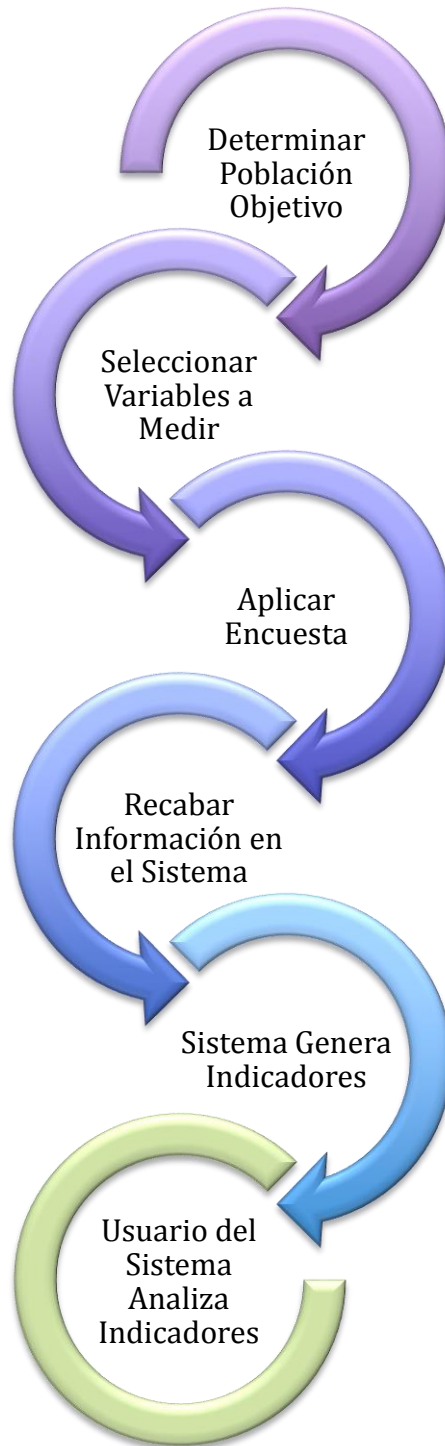 Determinar
Población
Objetivo
Seleccionar
Variables a
Medir
Aplicar
Encuesta
Recabar
Información en
el Sistema
Sistema Genera
Indicadores
Usuario del
Sistema
Analiza
Indicadores